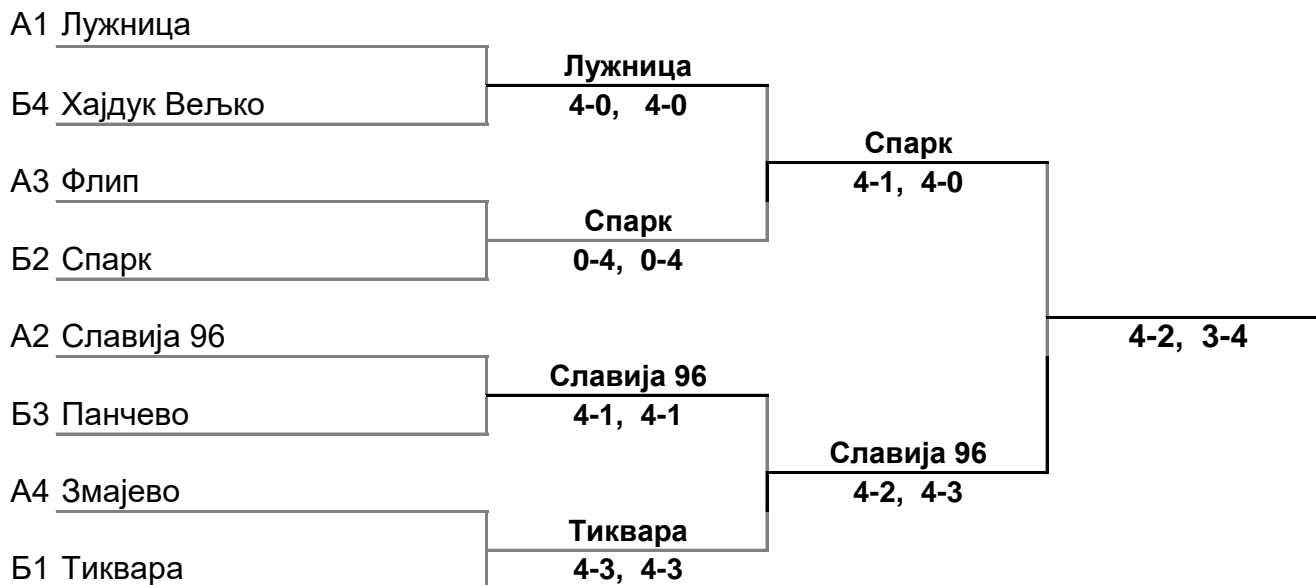 А1 Лужница
Лужница
Б4 Хајдук Вељко
4-0, 4-0
Спарк
А3 Флип
4-1, 4-0
Спарк
Б2 Спарк
0-4, 0-4
А2 Славија 96
4-2, 3-4
Славија 96
Б3 Панчево
4-1, 4-1
Славија 96
А4 Змајево
4-2, 4-3
Тиквара
Б1 Тиквара
4-3, 4-3